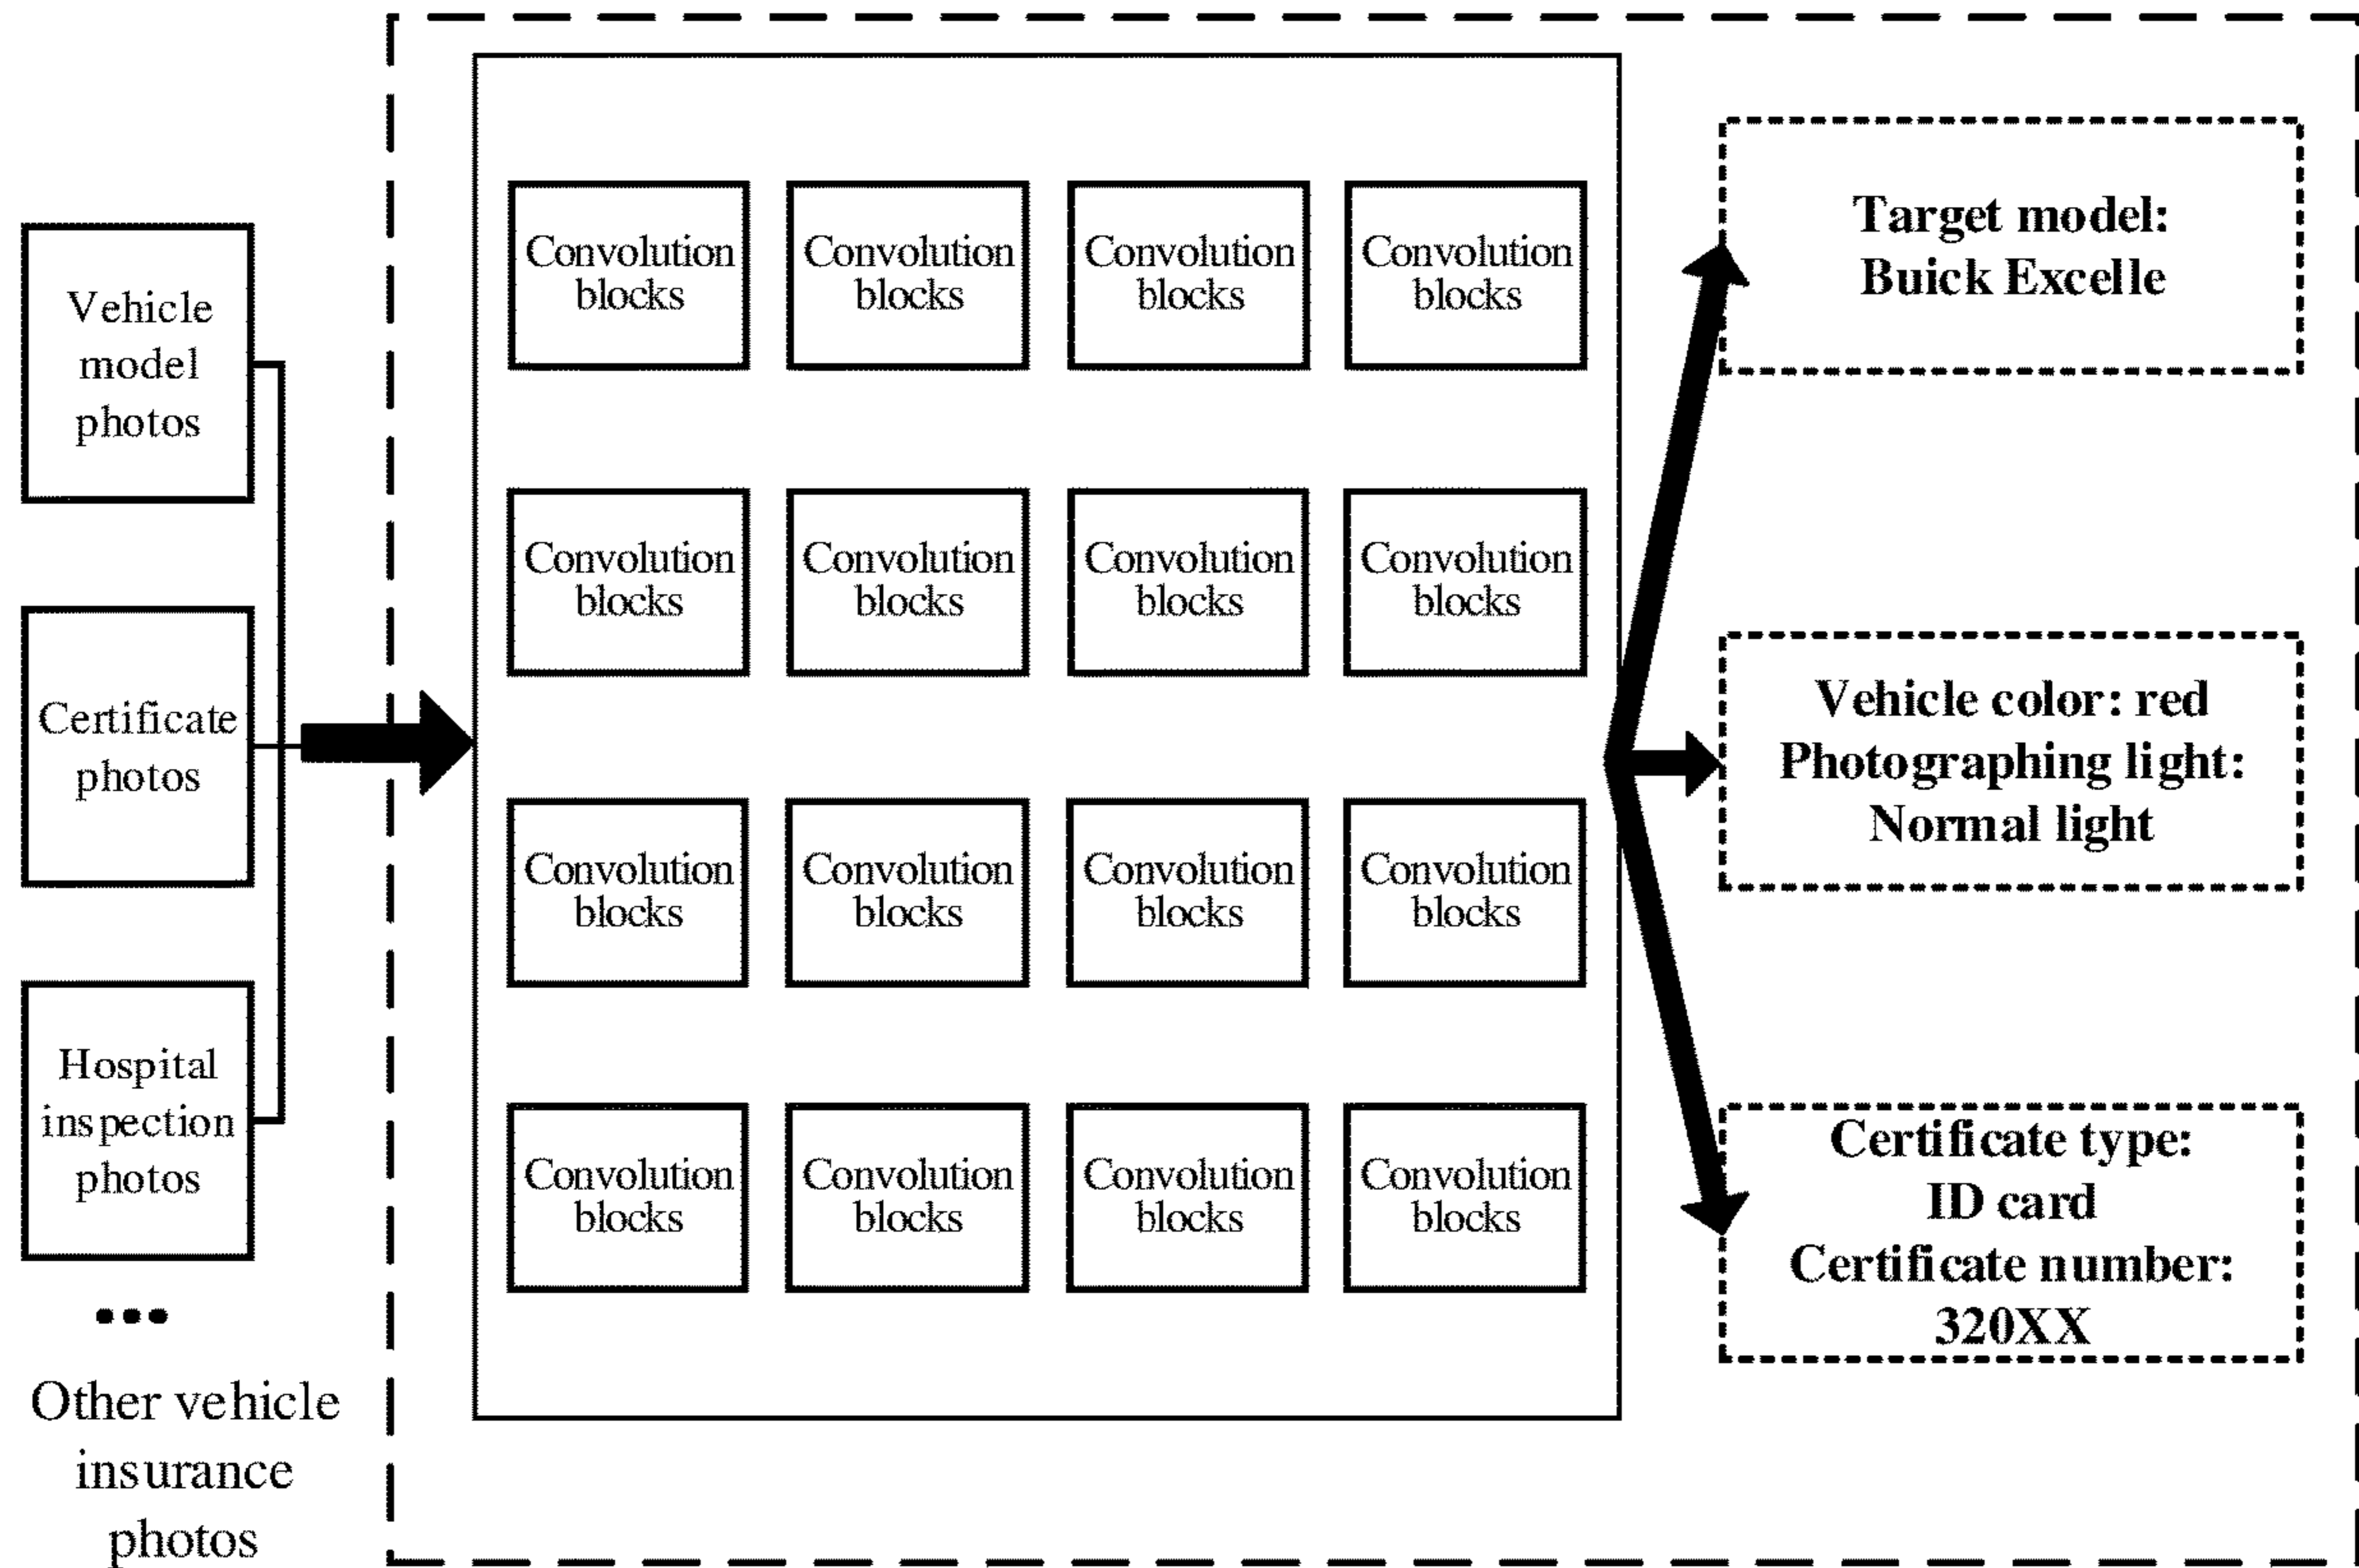 Vehicle
model
photos
Certificate
photos
Hospital
inspection
photos
...
Other vehicle
insurance
photos
Convolution
blocks
Convolution
blocks
Convolution
blocks
Convolution
blocks
Convolution
blocks
Convolution
blocks
Convolution
blocks
Convolution
blocks
Convolution
blocks
Convolution
blocks
Convolution
blocks
Convolution
blocks
Convolution
blocks
Convolution
blocks
Convolution
blocks
Convolution
blocks
Target model:
Buick Excelle
Vehicle color: red
Photographing light:
Normal light
Certificate type:
ID card
Certificate number:
320XX